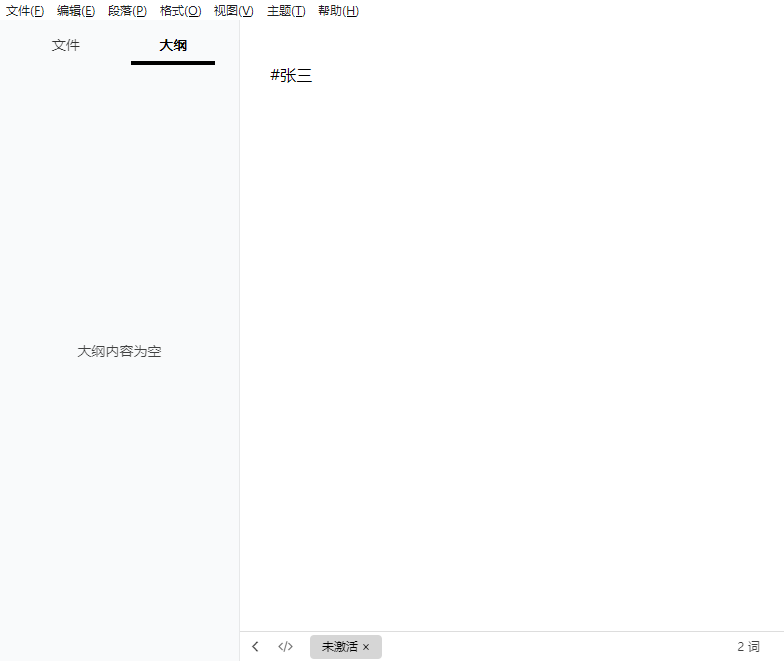 文件(F) 编辑(E) 段落(P) 格式(O) 视图(V) 主题(T) 帮助(H)
文件 大纲
#张三
大纲内容为空
</> 未激活 × 2 词